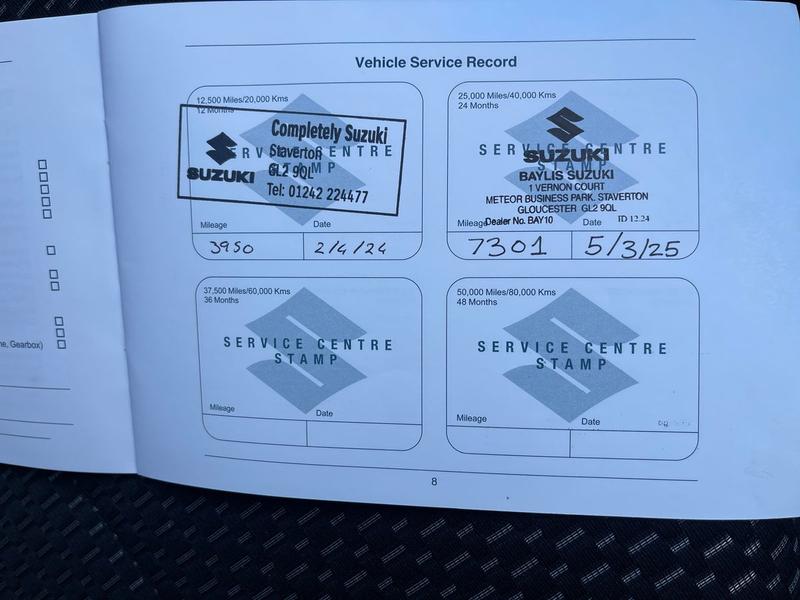 Vehicle Service Record
12,500 Miles/20,000 Kms
12 Months
Completely Suzuki
Staverton
GL2 9QL
Tel: 01242 224477
SUZUKI
SERVICE CENTRE
STAMP
Mileage Date
3950 2/4/24
25,000 Miles/40,000 Kms
24 Months
SERVICE CENTRE
STAMP
SUZUKI
BAYLIS SUZUKI
1 VERNON COURT
METEOR BUSINESS PARK. STAVERTON
GLOUCESTER GL2 9QL
Dealer No. BAY10 ID 12.24
Mileage Date
7301 5/3/25
37,500 Miles/60,000 Kms
36 Months
SERVICE CENTRE
STAMP
Mileage Date
50,000 Miles/80,000 Kms
48 Months
SERVICE CENTRE
STAMP
Mileage Date
8
Gearbox)